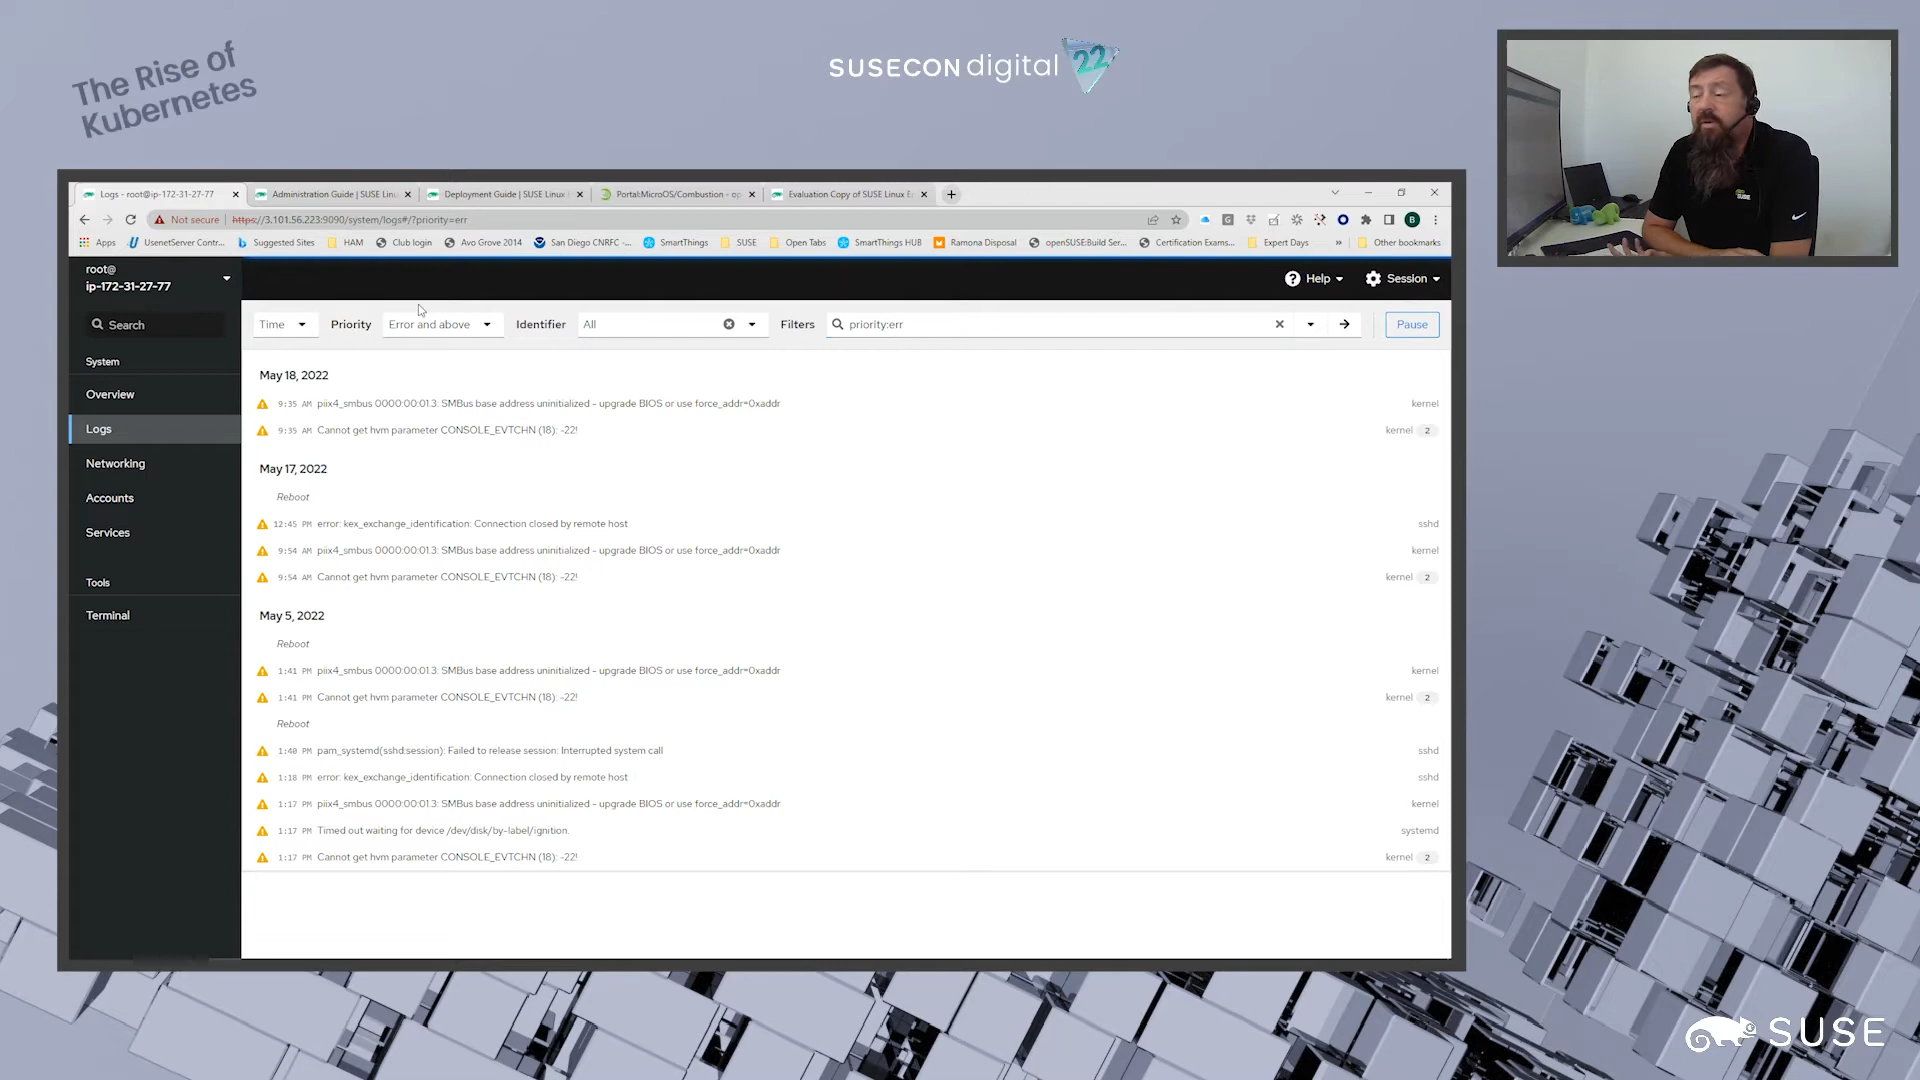 The Rise of
Kubernetes
SUSECON digital 22
Logs - root@ip-172-31-27-77
Administration Guide | SUSE Linu
Deployment Guide | SUSE Linux
Portal:MicroOS/Combustion - op
Evaluation Copy of SUSE Linux E
Not secure https://3.101.56.223:9090/system/logs#/?priority=err
B
Apps UsenetServer Contr... Suggested Sites HAM Club login Avo Grove 2014 San Diego CNRFC -... SmartThings SUSE Open Tabs SmartThings HUB Ramona Disposal openSUSE:Build Ser... Certification Exams... Expert Days » Other bookmarks
root@
ip-172-31-27-77
Help Session
Search
Time Priority Error and above Identifier All Filters priority:err Pause
System
Overview
Logs
Networking
Accounts
Services
Tools
Terminal
May 18, 2022
9:35 AM piix4_smbus 0000:00:01.3: SMBus base address uninitialized - upgrade BIOS or use force_addr=0xaddr kernel
9:35 AM Cannot get hvm parameter CONSOLE_EVTCHN (18): -22! kernel 2
May 17, 2022
Reboot
12:45 PM error: kex_exchange_identification: Connection closed by remote host sshd
9:54 AM piix4_smbus 0000:00:01.3: SMBus base address uninitialized - upgrade BIOS or use force_addr=0xaddr kernel
9:54 AM Cannot get hvm parameter CONSOLE_EVTCHN (18): -22! kernel 2
May 5, 2022
Reboot
1:41 PM piix4_smbus 0000:00:01.3: SMBus base address uninitialized - upgrade BIOS or use force_addr=0xaddr kernel
1:41 PM Cannot get hvm parameter CONSOLE_EVTCHN (18): -22! kernel 2
Reboot
1:40 PM pam_systemd(sshd:session): Failed to release session: Interrupted system call sshd
1:18 PM error: kex_exchange_identification: Connection closed by remote host sshd
1:17 PM piix4_smbus 0000:00:01.3: SMBus base address uninitialized - upgrade BIOS or use force_addr=0xaddr kernel
1:17 PM Timed out waiting for device /dev/disk/by-label/ignition. systemd
1:17 PM Cannot get hvm parameter CONSOLE_EVTCHN (18): -22! kernel 2
SUSE